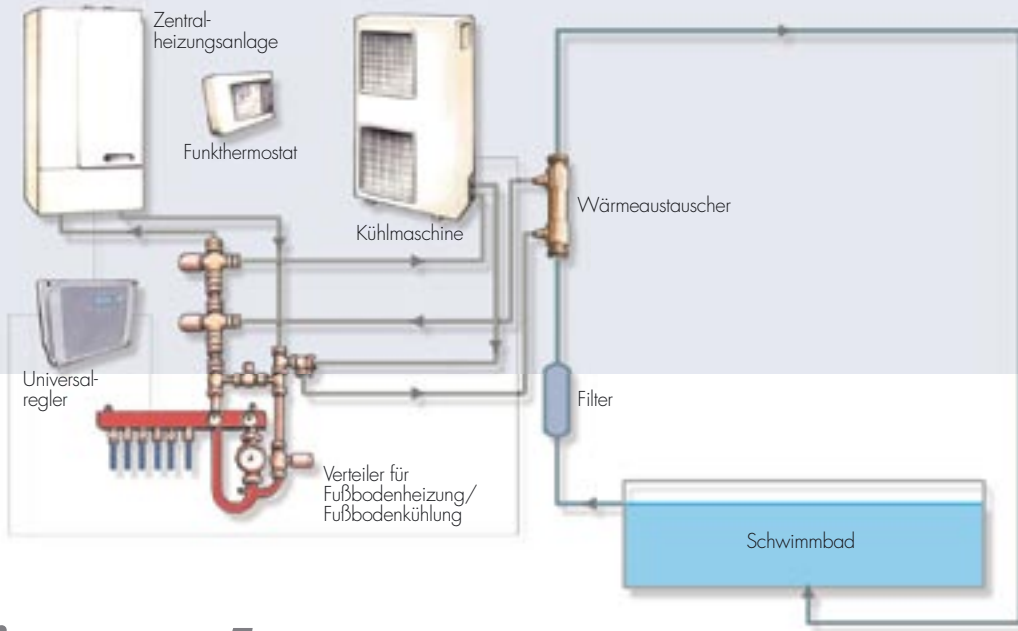 Zentral-
heizungsanlage
Funkthermostat
Kühlmaschine
Wärmeaustauscher
Universal-
regler
Filter
Verteiler für
Fußbodenheizung/
Fußbodenkühlung
Schwimmbad